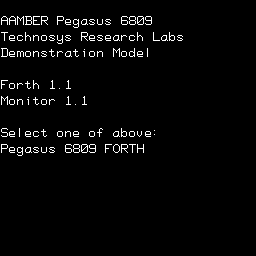 AAMBER Pegasus 6809
Technosys Research Labs
Demonstration Model
Forth 1.1
Monitor 1.1
Select one of above:
Pegasus 6809 FORTH